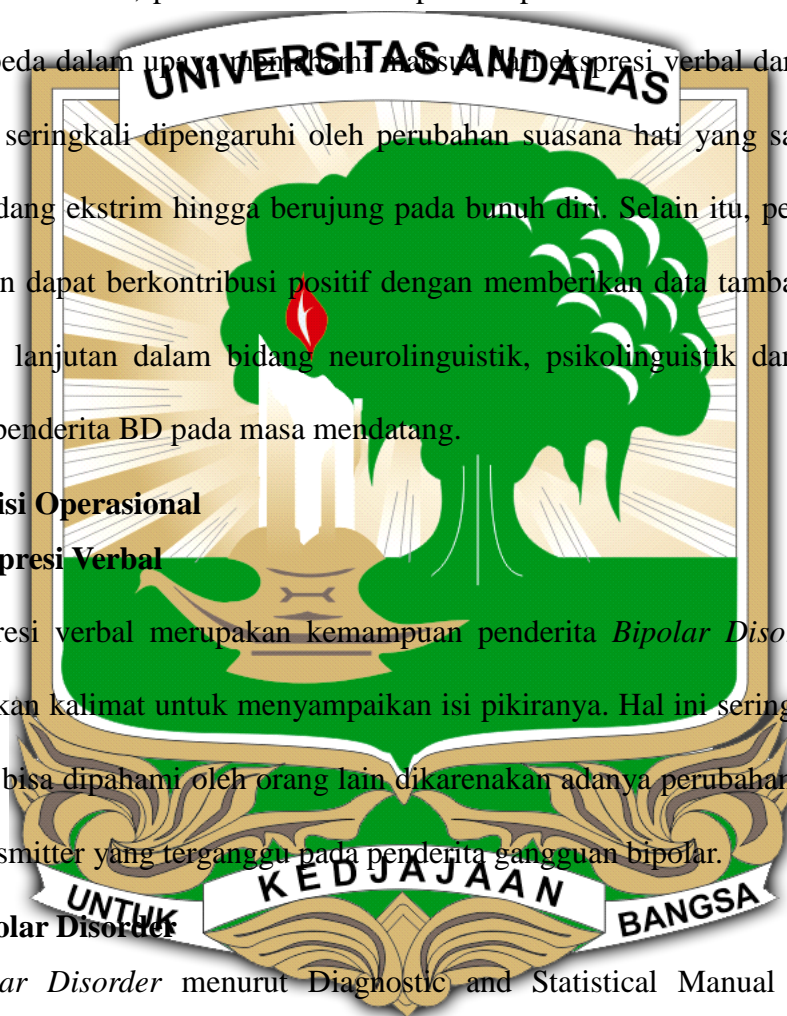 UNIVERSITAS ANDALAS
beda dalam upaya memahami maksud dari ekspresi verbal dan
seringkali dipengaruhi oleh perubahan suasana hati yang sa
dang ekstrim hingga berujung pada bunuh diri. Selain itu, pe
n dapat berkontribusi positif dengan memberikan data tamba
lanjutan dalam bidang neurolinguistik, psikolinguistik dan
penderita BD pada masa mendatang.
isi Operasional
presi Verbal
resi verbal merupakan kemampuan penderita Bipolar Disor
kan kalimat untuk menyampaikan isi pikiranya. Hal ini sering
bisa dipahami oleh orang lain dikarenakan adanya perubahan
smitter yang terganggu pada penderita gangguan bipolar.
UNTUK KEDJAJAAN BANGSA
olar Disorder
ar Disorder menurut Diagnostic and Statistical Manual